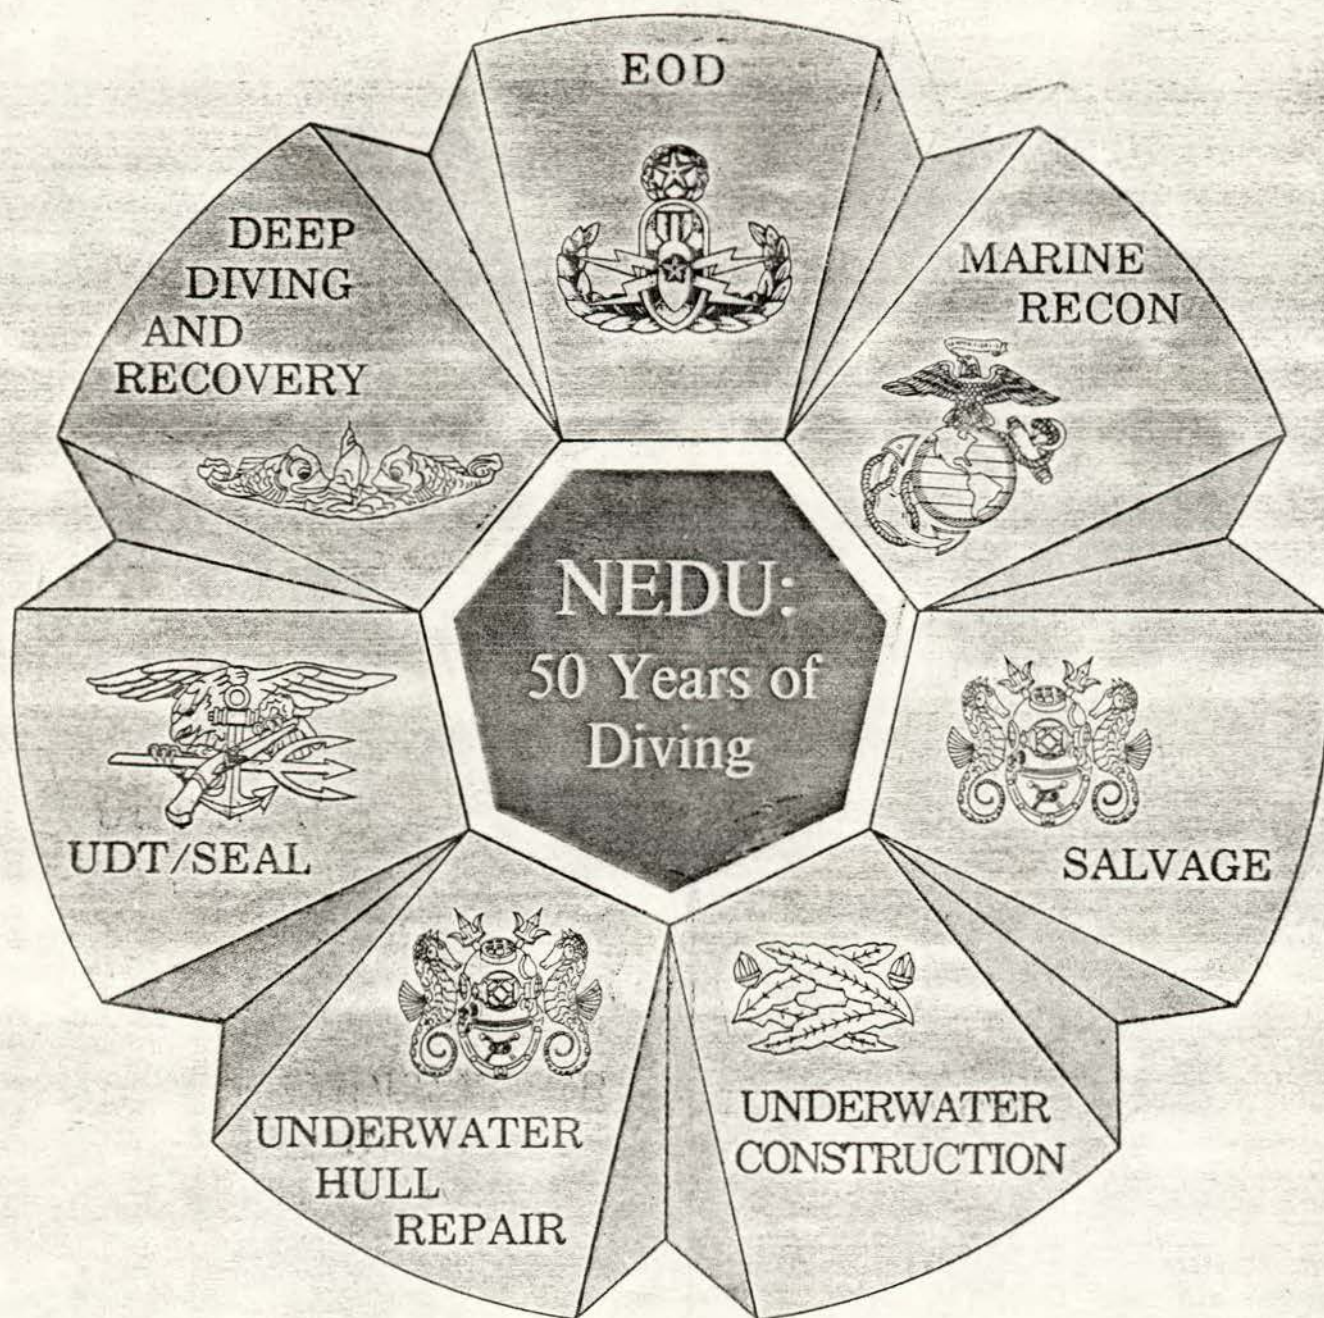 EOD
MARINE
RECON
SALVAGE
UNDERWATER
CONSTRUCTION
UNDERWATER
HULL
REPAIR
UDT/SEAL
DEEP
DIVING
AND
RECOVERY
NEDU:
50 Years of
Diving